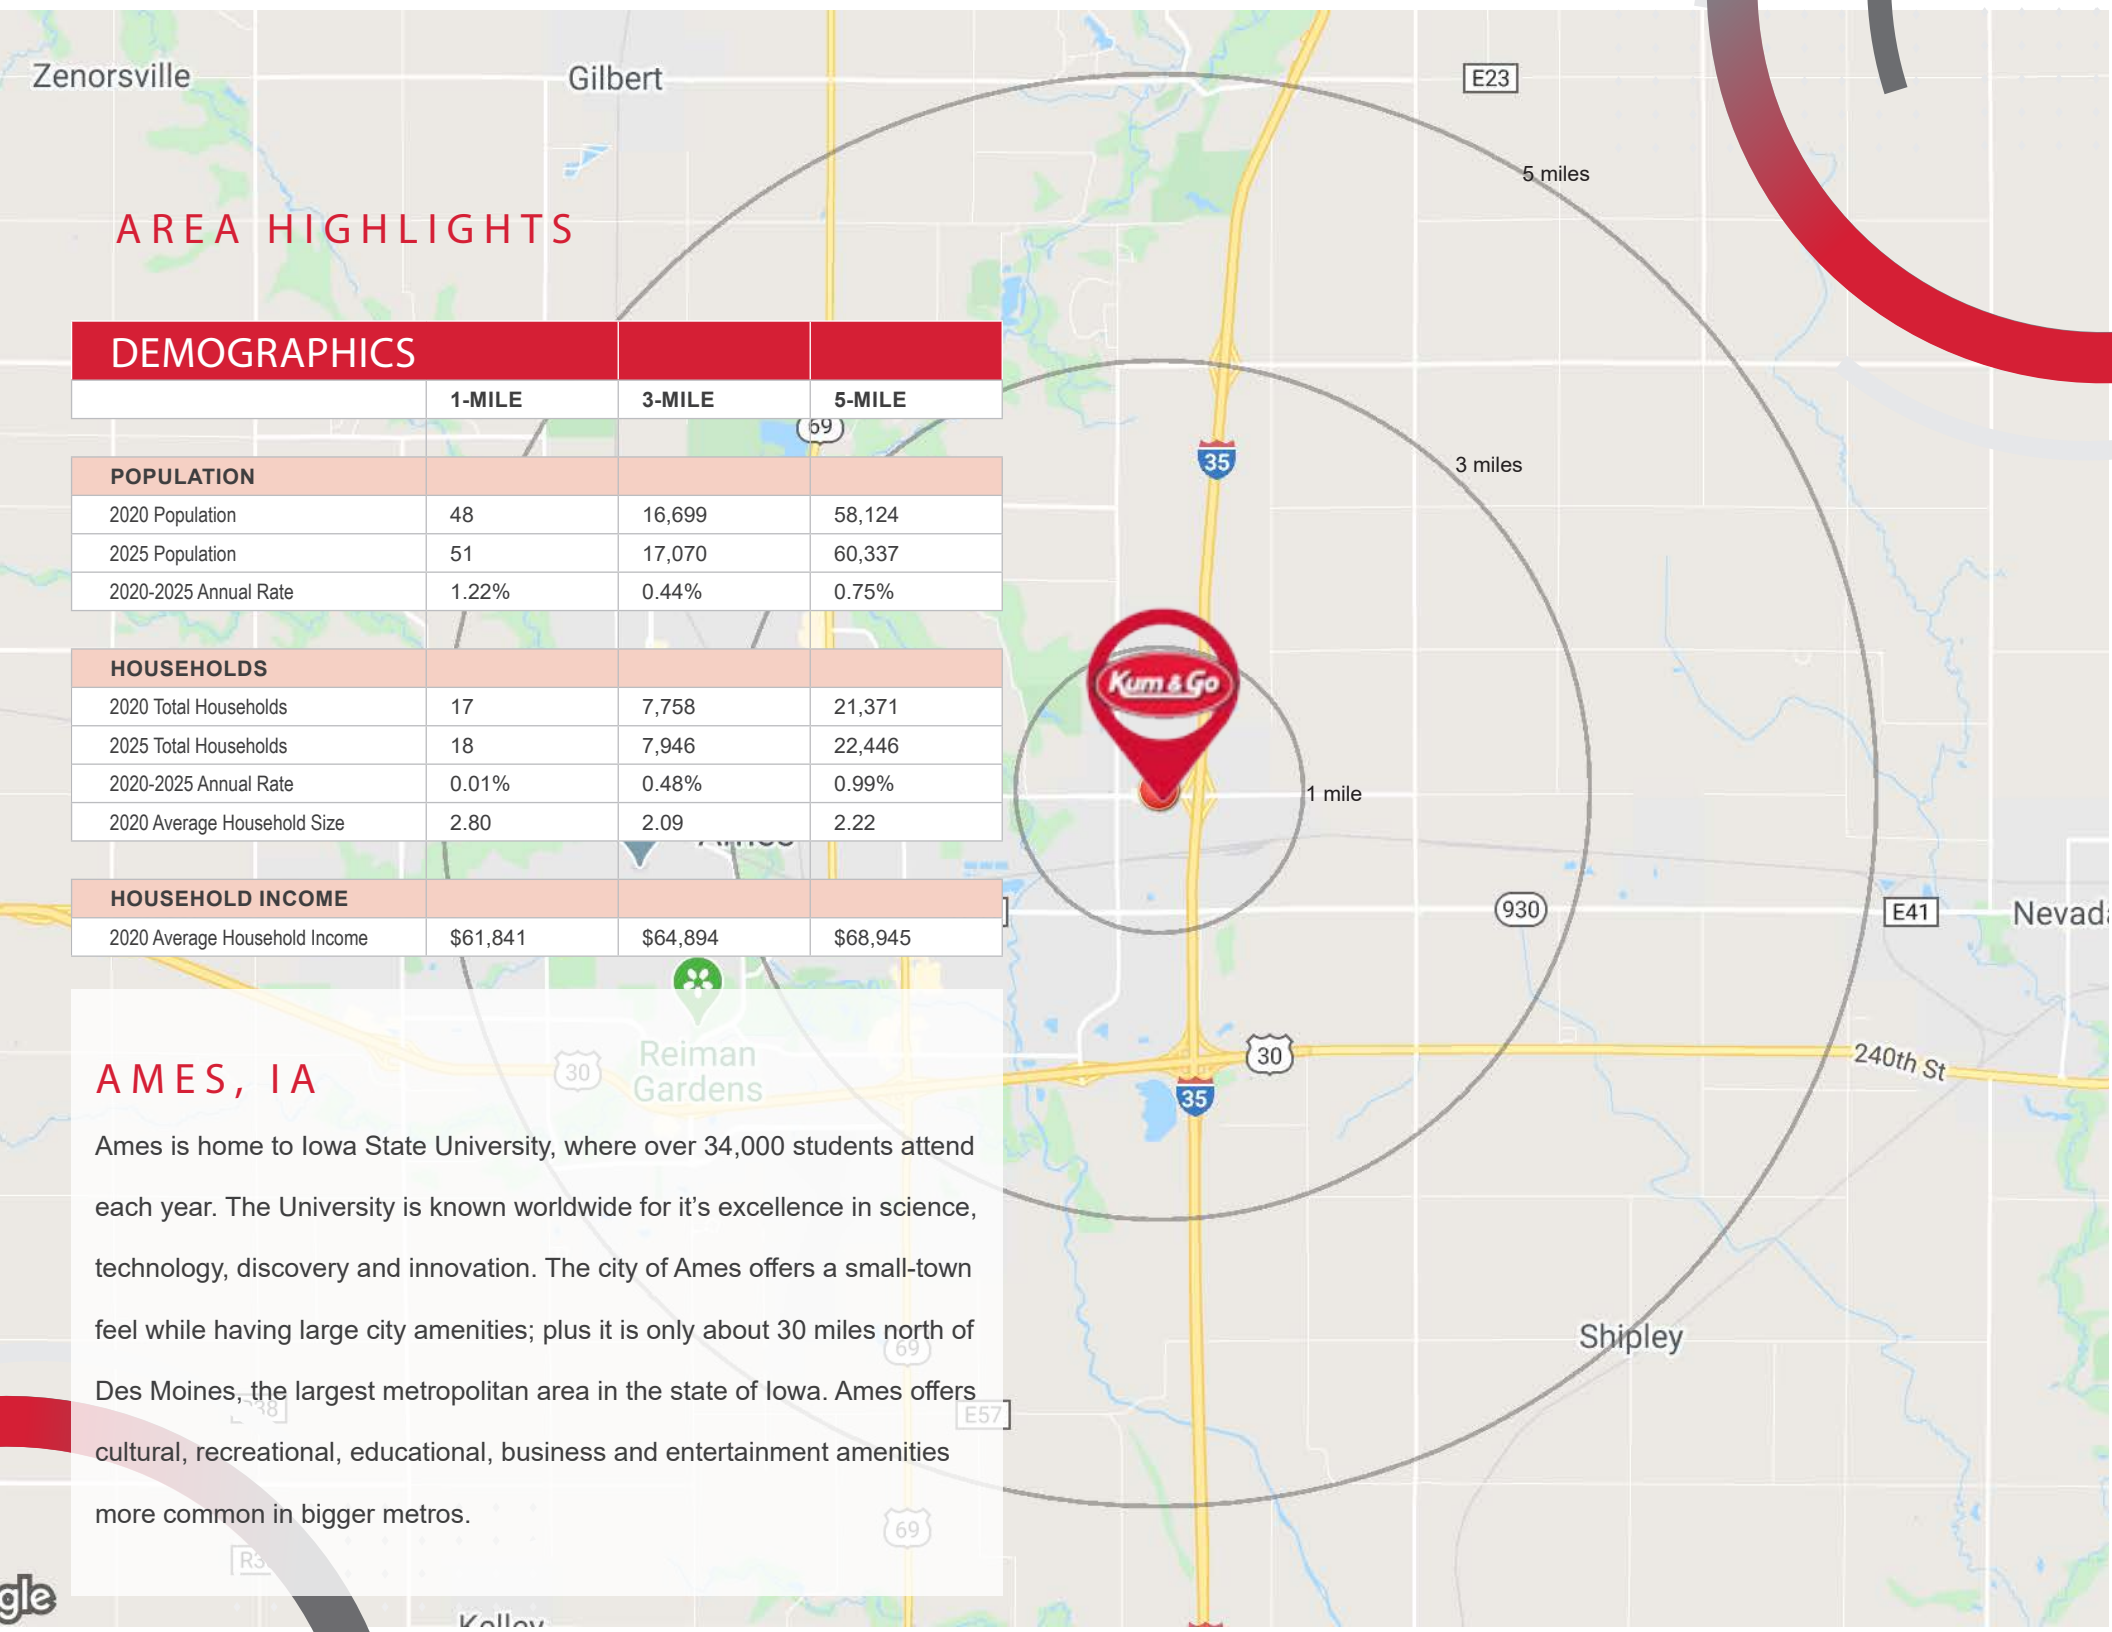 Zenorsville
Gilbert
E23
5 miles
AREA HIGHLIGHTS
DEMOGRAPHICS
1-MILE 3-MILE 5-MILE
69
35
3 miles
POPULATION
2020 Population 48 16,699 58,124
2025 Population 51 17,070 60,337
2020-2025 Annual Rate 1.22% 0.44% 0.75%
HOUSEHOLDS
Kum & Go
2020 Total Households 17 7,758 21,371
2025 Total Households 18 7,946 22,446
2020-2025 Annual Rate 0.01% 0.48% 0.99%
1 mile
2020 Average Household Size 2.80 2.09 2.22
Ames
HOUSEHOLD INCOME
930
E41
Nevada
2020 Average Household Income $61,841 $64,894 $68,945
Reiman
Gardens
30
30
240th St
35
AMES, IA
Ames is home to Iowa State University, where over 34,000 students attend
each year. The University is known worldwide for it's excellence in science,
technology, discovery and innovation. The city of Ames offers a small-town
feel while having large city amenities; plus it is only about 30 miles north of
Des Moines, the largest metropolitan area in the state of Iowa. Ames offers
cultural, recreational, educational, business and entertainment amenities
more common in bigger metros.
69
Shipley
E57
69
gle
Kelley